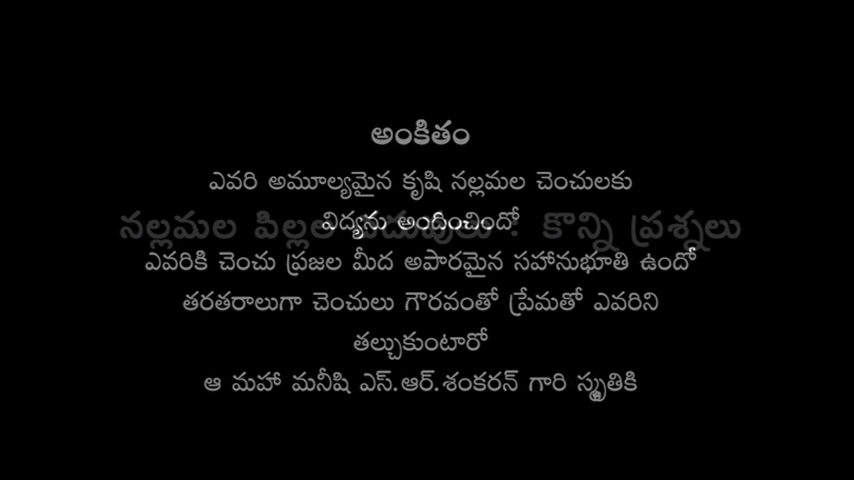 అంకితం
ఎవరి అమూల్యమైన కృషి నల్లమల చెంచులకు
విద్యను అందించిందో
నల్లమల పిల్లల చదువులు : కొన్ని ప్రశ్నలు
ఎవరికి చెంచు ప్రజల మీద అపారమైన సహానుభూతి ఉందో
తరతరాలుగా చెంచులు గౌరవంతో ప్రేమతో ఎవరిని
తల్చుకుంటారో
ఆ మహా మనీషి ఎస్.ఆర్.శంకరన్ గారి స్మృతికి